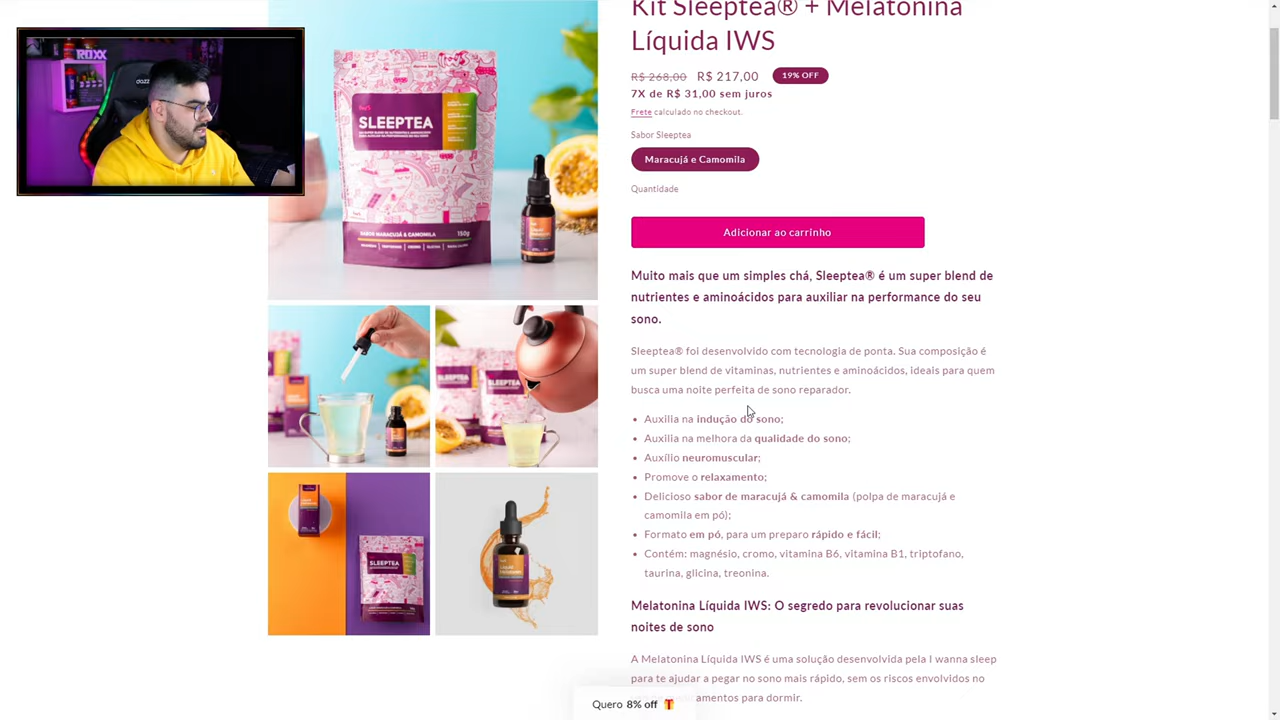 Kit Sleeptea® + Melatonina
Líquida IWS
R$ 268,00 R$ 217,00 19% OFF
7X de R$ 31,00 sem juros
Frete calculado no checkout.
Sabor Sleeptea
Maracujá e Camomila
Quantidade
Adicionar ao carrinho
Muito mais que um simples chá, Sleeptea® é um super blend de
nutrientes e aminoácidos para auxiliar na performance do seu
sono.
Sleeptea® foi desenvolvido com tecnologia de ponta. Sua composição é
um super blend de vitaminas, nutrientes e aminoácidos, ideais para quem
busca uma noite perfeita de sono reparador.
• Auxilia na indução do sono;
• Auxilia na melhora da qualidade do sono;
• Auxílio neuromuscular;
• Promove o relaxamento;
• Delicioso sabor de maracujá & camomila (polpa de maracujá e
camomila em pó);
• Formato em pó, para um preparo rápido e fácil;
• Contém: magnésio, cromo, vitamina B6, vitamina B1, triptofano,
taurina, glicina, treonina.
Melatonina Líquida IWS: O segredo para revolucionar suas
noites de sono
A Melatonina Líquida IWS é uma solução desenvolvida pela I wanna sleep
para te ajudar a pegar no sono mais rápido, sem os riscos envolvidos no
amentos para dormir.
Quero 8% off
ROXX
SLEEPTEA
SABOR MARACUJÁ & CAMOMILA 150g
SLEEPTEA
SLEEPTEA
SLEEPTEA